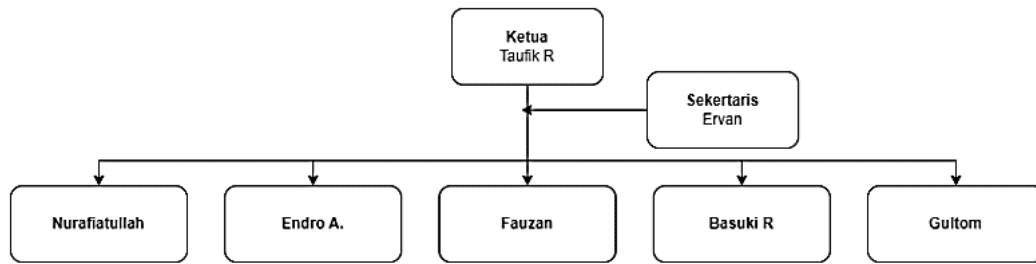 Ketua
Taufik R
Sekertaris
Ervan
Nurafiatullah
Endro A.
Fauzan
Basuki R
Gultom